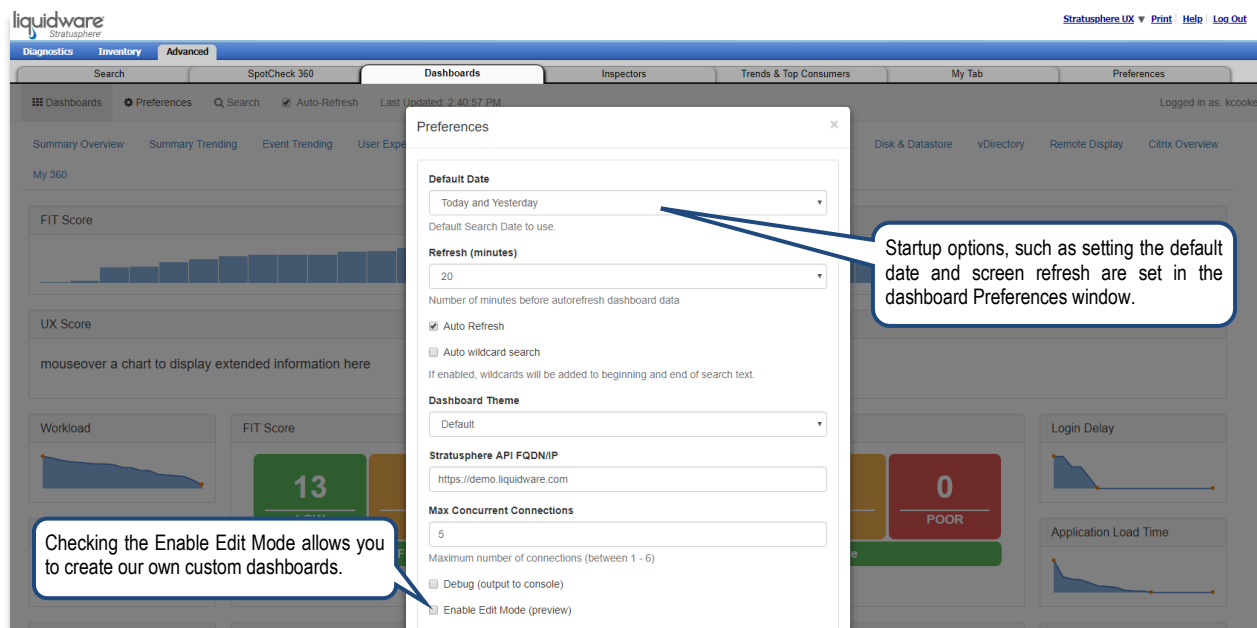 liquidware
Stratusphere
Stratusphere UX ▼ Print Help Log Out
Diagnostics Inventory Advanced
Search SpotCheck 360 Dashboards Inspectors Trends & Top Consumers My Tab Preferences
Dashboards Preferences Search Auto-Refresh Last Updated: 2:40:57 PM Logged in as: kcooke
Preferences ×
Summary Overview Summary Trending Event Trending User Expe Disk & Datastore vDirectory Remote Display Citrix Overview
My 360
Default Date
Today and Yesterday
Default Search Date to use.
FIT Score
Refresh (minutes)
20
Number of minutes before autorefresh dashboard data
Startup options, such as setting the default
date and screen refresh are set in the
dashboard Preferences window.
UX Score
Auto Refresh
mouseover a chart to display extended information here
Auto wildcard search
If enabled, wildcards will be added to beginning and end of search text.
Dashboard Theme
Default
Workload FIT Score Login Delay
Stratusphere API FQDN/IP
https://demo.liquidware.com
13
0
POOR
Max Concurrent Connections
5
Maximum number of connections (between 1 - 6)
Application Load Time
Checking the Enable Edit Mode allows you
to create our own custom dashboards.
Debug (output to console)
Enable Edit Mode (preview)